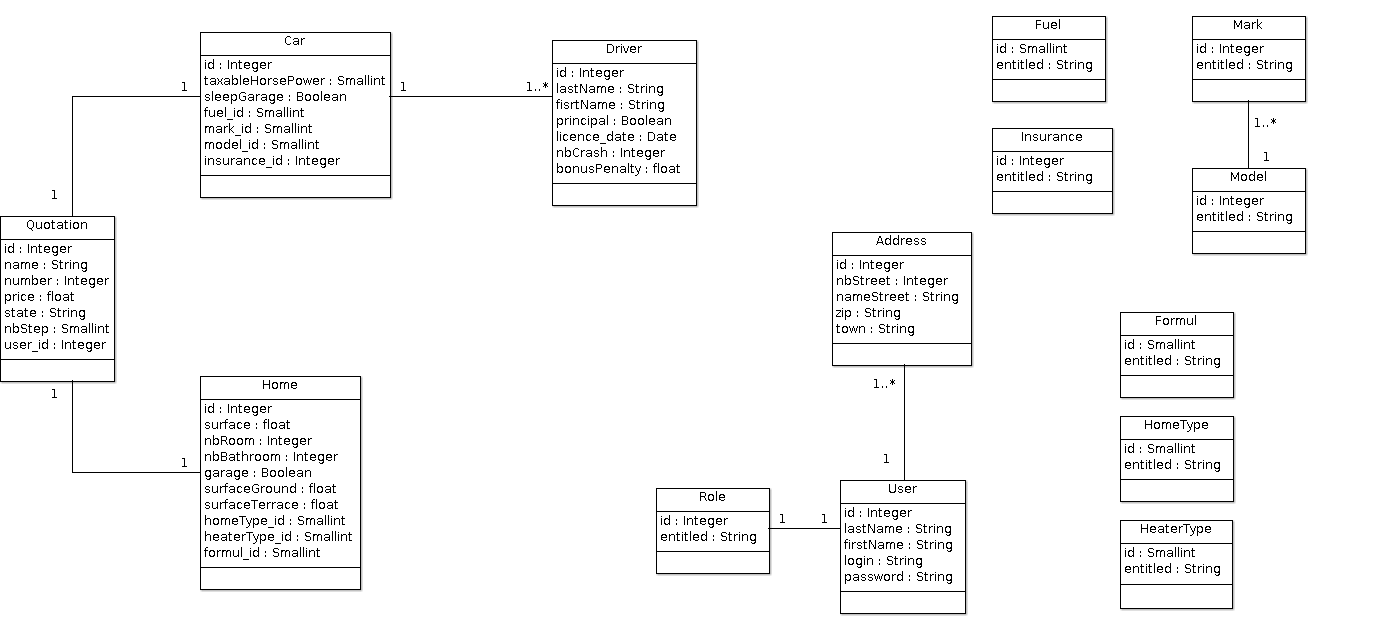 Car
id : Integer
taxableHorsePower : Smallint
sleepGarage : Boolean
fuel_id : Smallint
mark_id : Smallint
model_id : Smallint
insurance_id : Integer
1
1
1..*
Driver
id : Integer
lastName : String
fisrtName : String
principal : Boolean
licence_date : Date
nbCrash : Integer
bonusPenalty : float
Fuel
id : Smallint
entitled : String
Mark
id : Integer
entitled : String
1..*
1
Insurance
id : Integer
entitled : String
Model
id : Integer
entitled : String
1
Quotation
id : Integer
name : String
number : Integer
price : float
state : String
nbStep : Smallint
user_id : Integer
1
1
Home
id : Integer
surface : float
nbRoom : Integer
nbBathroom : Integer
garage : Boolean
surfaceGround : float
surfaceTerrace : float
homeType_id : Smallint
heaterType_id : Smallint
formul_id : Smallint
Address
id : Integer
nbStreet : Integer
nameStreet : String
zip : String
town : String
1..*
1
Role
id : Integer
entitled : String
1
1
User
id : Integer
lastName : String
firstName : String
login : String
password : String
Formul
id : Smallint
entitled : String
HomeType
id : Smallint
entitled : String
HeaterType
id : Smallint
entitled : String